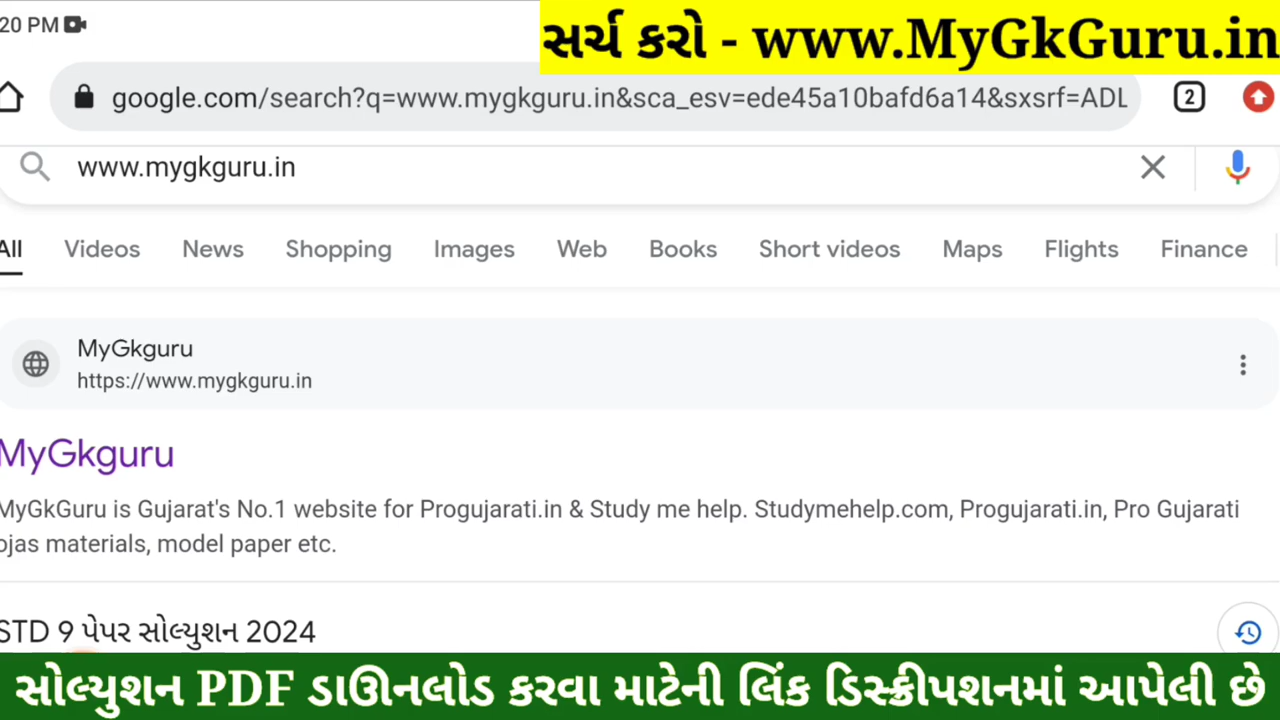 20 PM
સર્ચ કરો - www.MyGkGuru.in
google.com/search?q=www.mygkguru.in&sca_esv=ede45a10bafd6a14&sxsrf=ADL
2
www.mygkguru.in
All Videos News Shopping Images Web Books Short videos Maps Flights Finance
MyGkguru
https://www.mygkguru.in
MyGkguru
MyGkGuru is Gujarat's No.1 website for Progujarati.in & Study me help. Studymehelp.com, Progujarati.in, Pro Gujarati
ojas materials, model paper etc.
STD 9 પેપર સોલ્યુશન 2024
સોલ્યુશન PDF ડાઊનલોડ કરવા માટેની લિંક ડિસ્ક્રીપશનમાં આપેલી છે